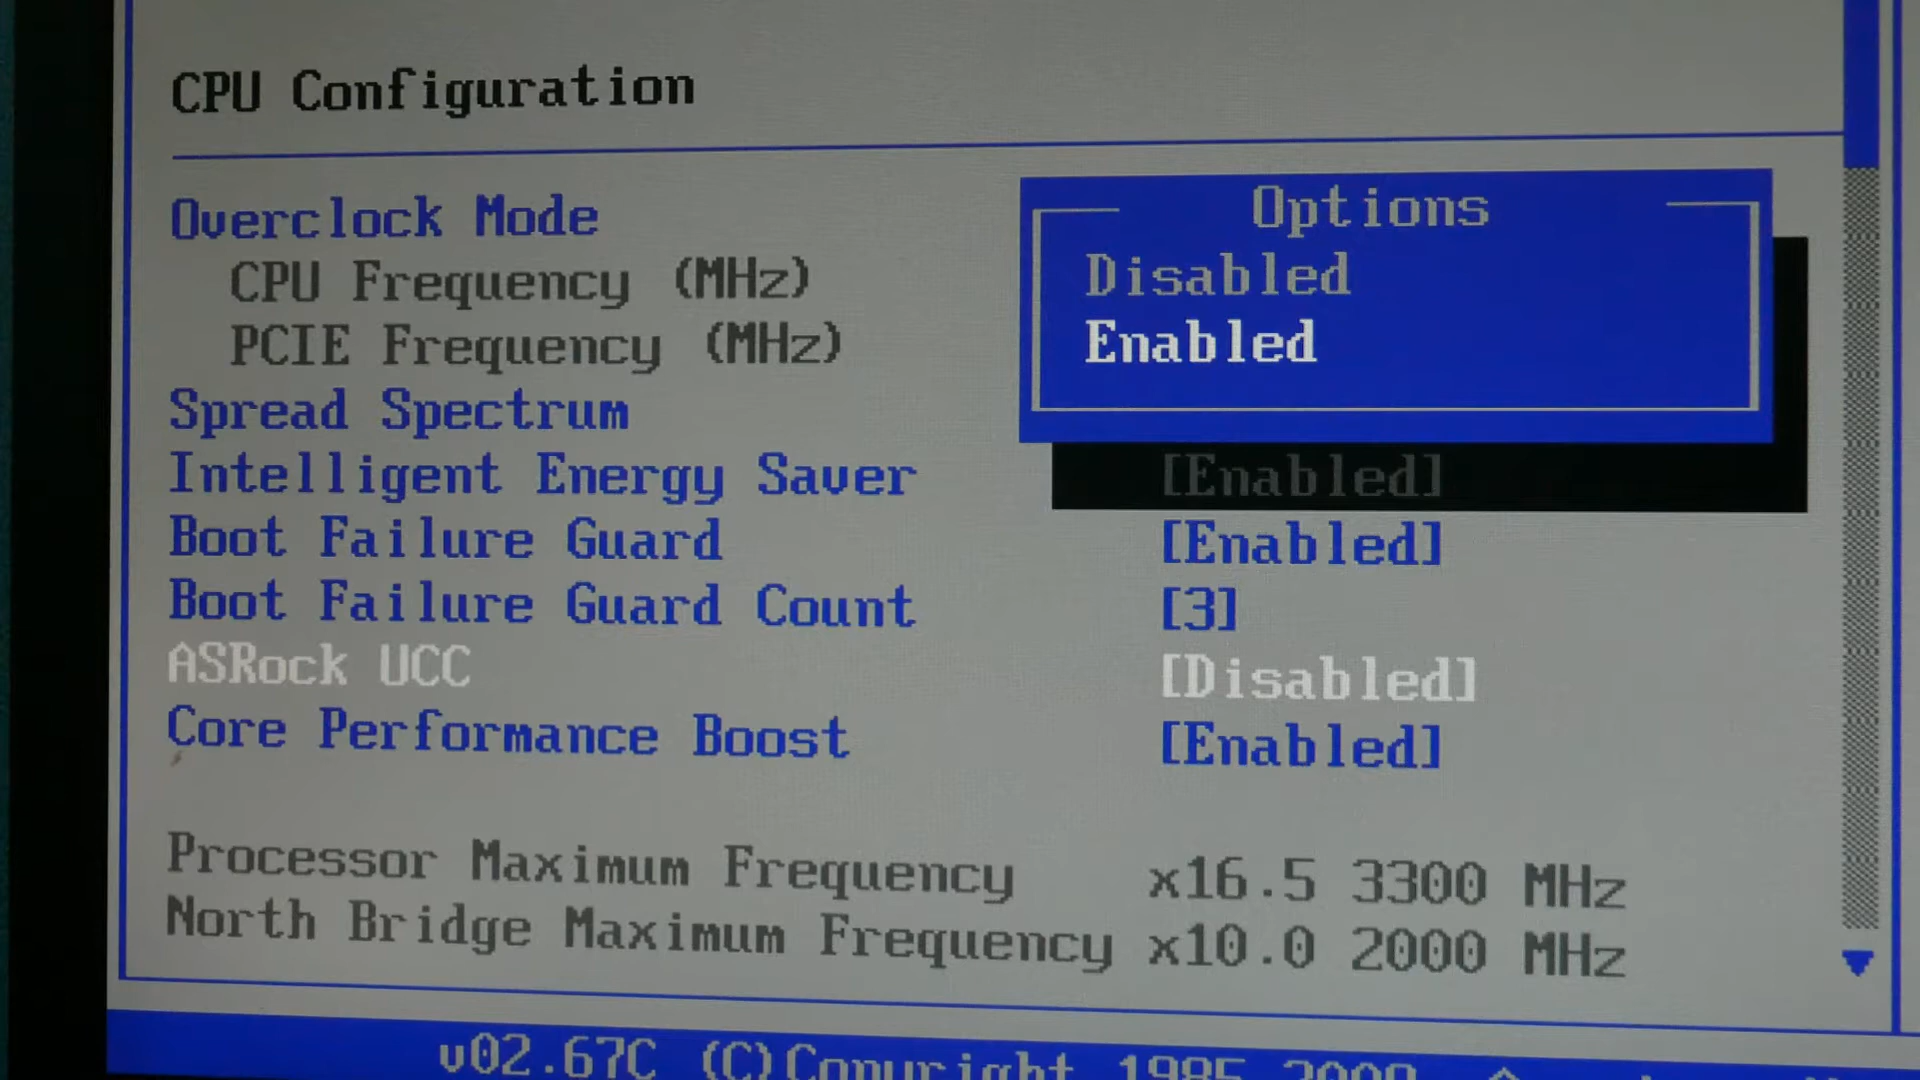 CPU Configuration
Overclock Mode
CPU Frequency (MHz)
PCIE Frequency (MHz)
Spread Spectrum
Options
Disabled
Enabled
Intelligent Energy Saver [Enabled]
Boot Failure Guard [Enabled]
Boot Failure Guard Count [3]
ASRock UCC [Disabled]
Core Performance Boost [Enabled]
Processor Maximum Frequency x16.5 3300 MHz
North Bridge Maximum Frequency x10.0 2000 MHz
v02.67C (C)Copyright 1985